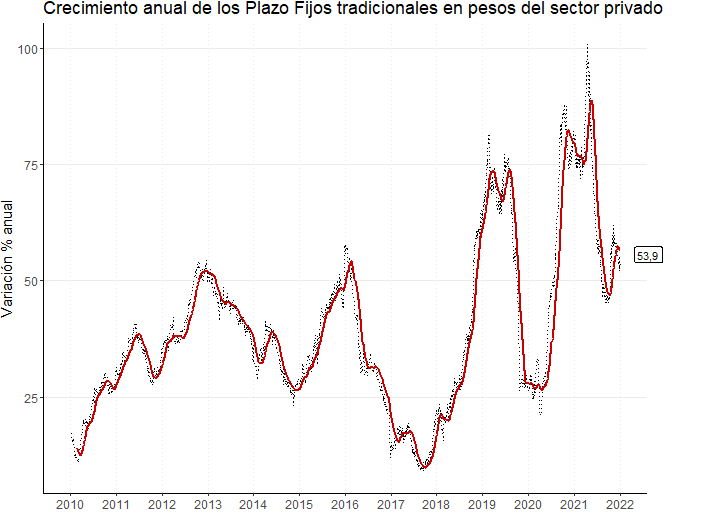 Crecimiento anual de los Plazo Fijos tradicionales en pesos del sector privado
Variación % anual
100
75
50
25
53,9
2010 2011 2012 2013 2014 2015 2016 2017 2018 2019 2020 2021 2022